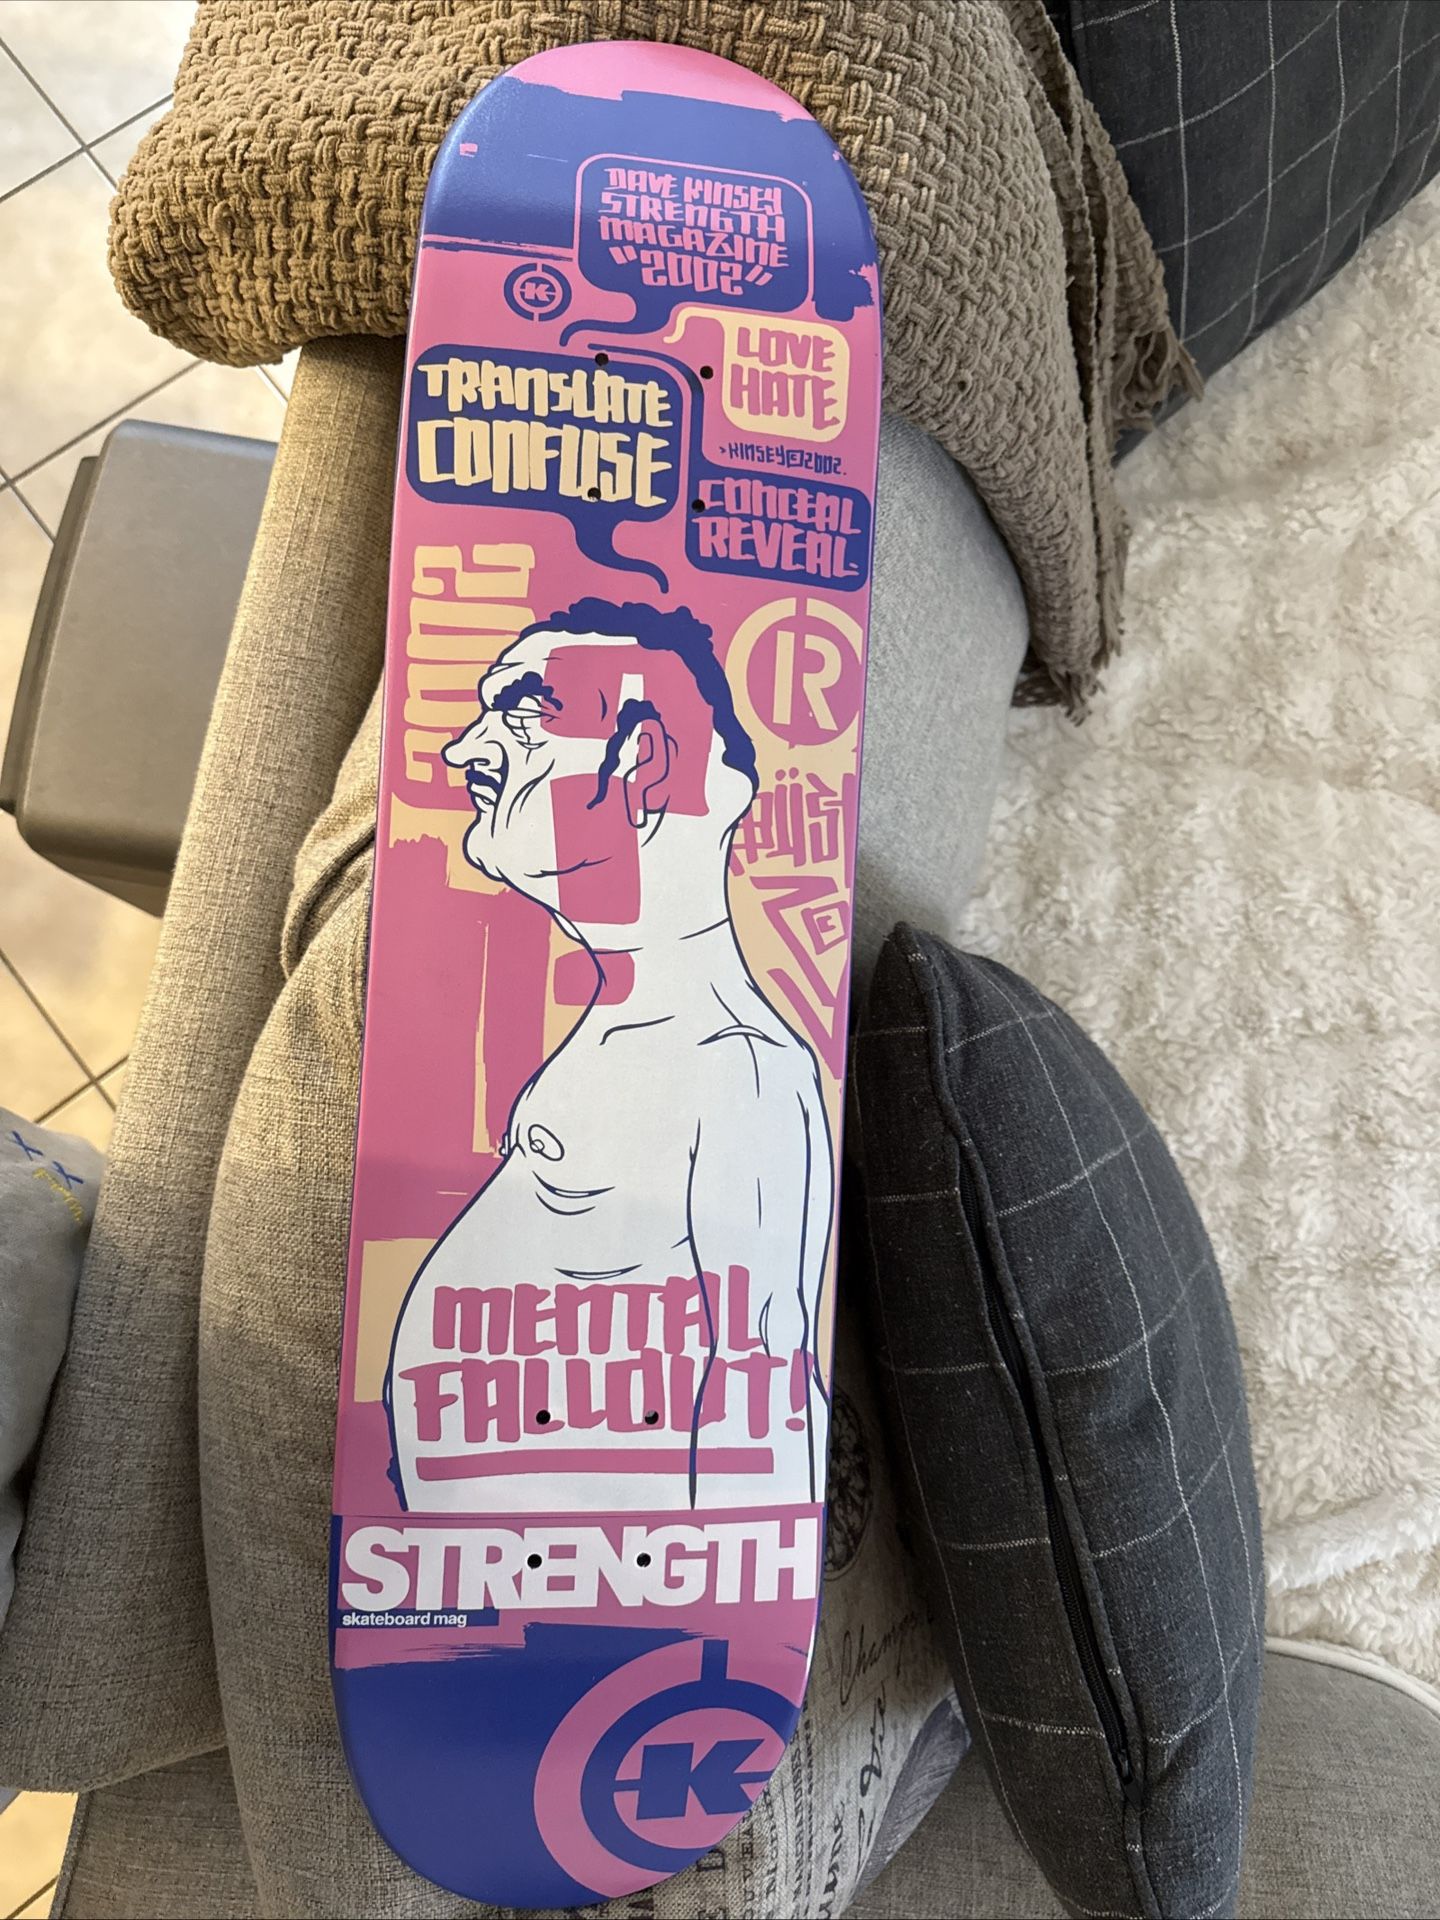 DAVE KINSEY
STRENGTH
MAGAZINE
"2002"
K
LOVE
HATE
TRANSLATE
CONFUSE
>KINSEY©2002.
CONCEAL
REVEAL
2002
R
E
MENTAL
FALLOUT!
STRENGTH
skateboard mag
K